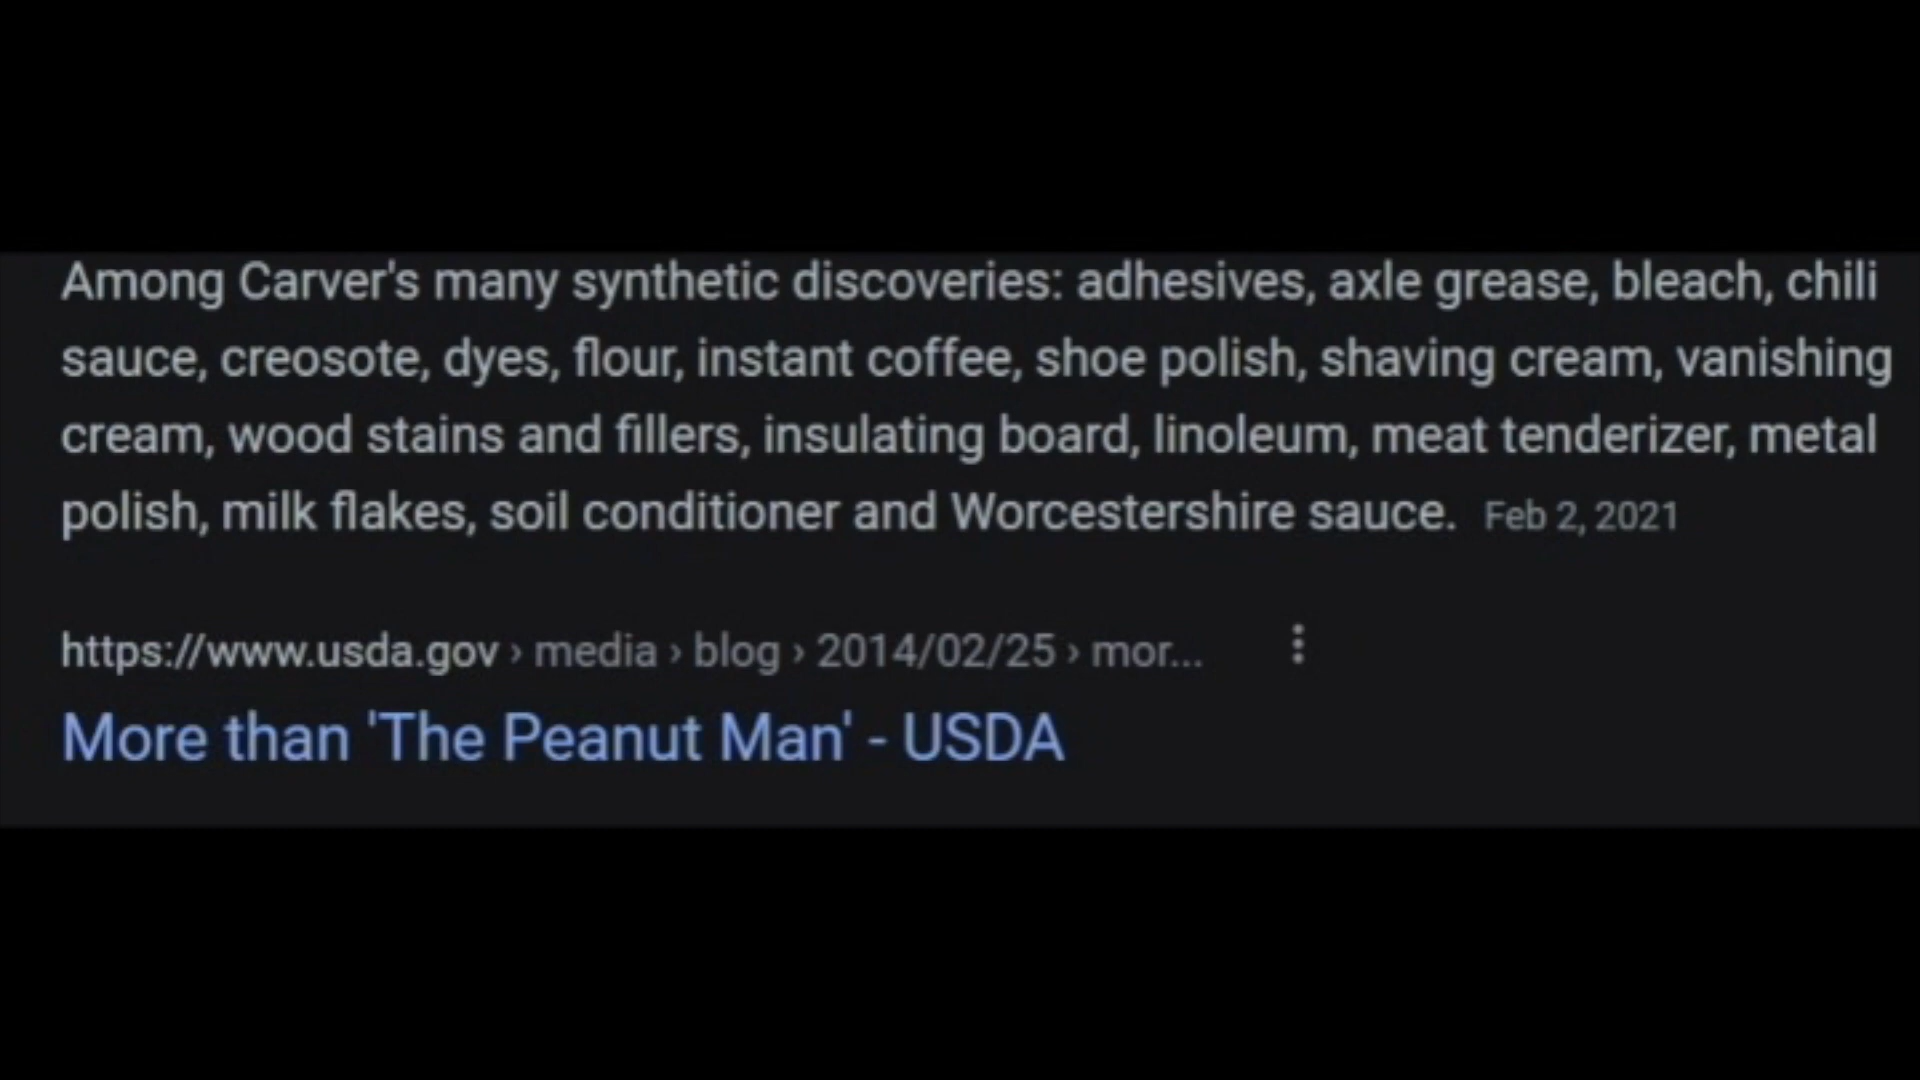 Among Carver's many synthetic discoveries: adhesives, axle grease, bleach, chili
sauce, creosote, dyes, flour, instant coffee, shoe polish, shaving cream, vanishing
cream, wood stains and fillers, insulating board, linoleum, meat tenderizer, metal
polish, milk flakes, soil conditioner and Worcestershire sauce. Feb 2, 2021
https://www.usda.gov › media › blog › 2014/02/25 › mor...
More than 'The Peanut Man' - USDA